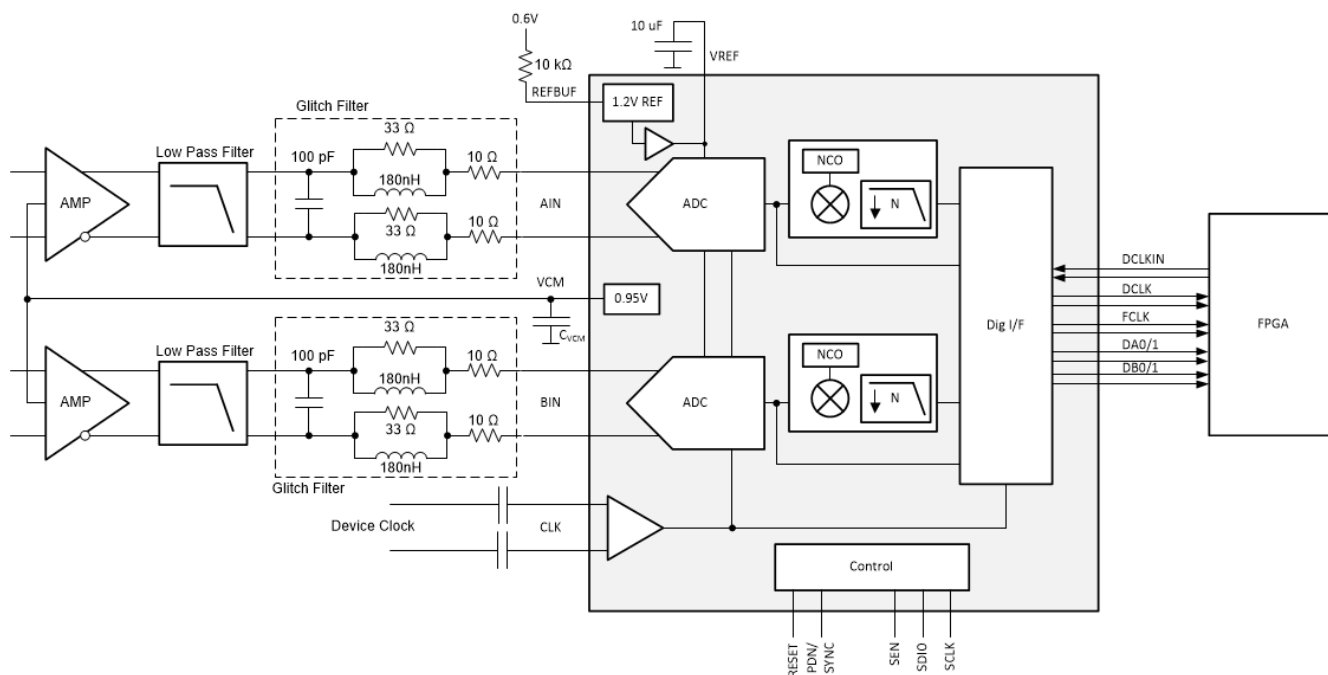 0.6V
10 uF
VREF
10 kΩ
REFBUF
1.2V REF
Glitch Filter
33 Ω
Low Pass Filter
100 pF
10 Ω
180nH
AMP
AIN
ADC
NCO
N
33 Ω
10 Ω
180nH
Dig I/F
DCLKIN
DCLK
FCLK
DA0/1
DB0/1
FPGA
VCM
0.95V
CVCM
33 Ω
Low Pass Filter
100 pF
10 Ω
180nH
AMP
BIN
ADC
NCO
N
33 Ω
10 Ω
180nH
Glitch Filter
Device Clock
CLK
Control
RESET
PDN/
SYNC
SEN
SDIO
SCLK